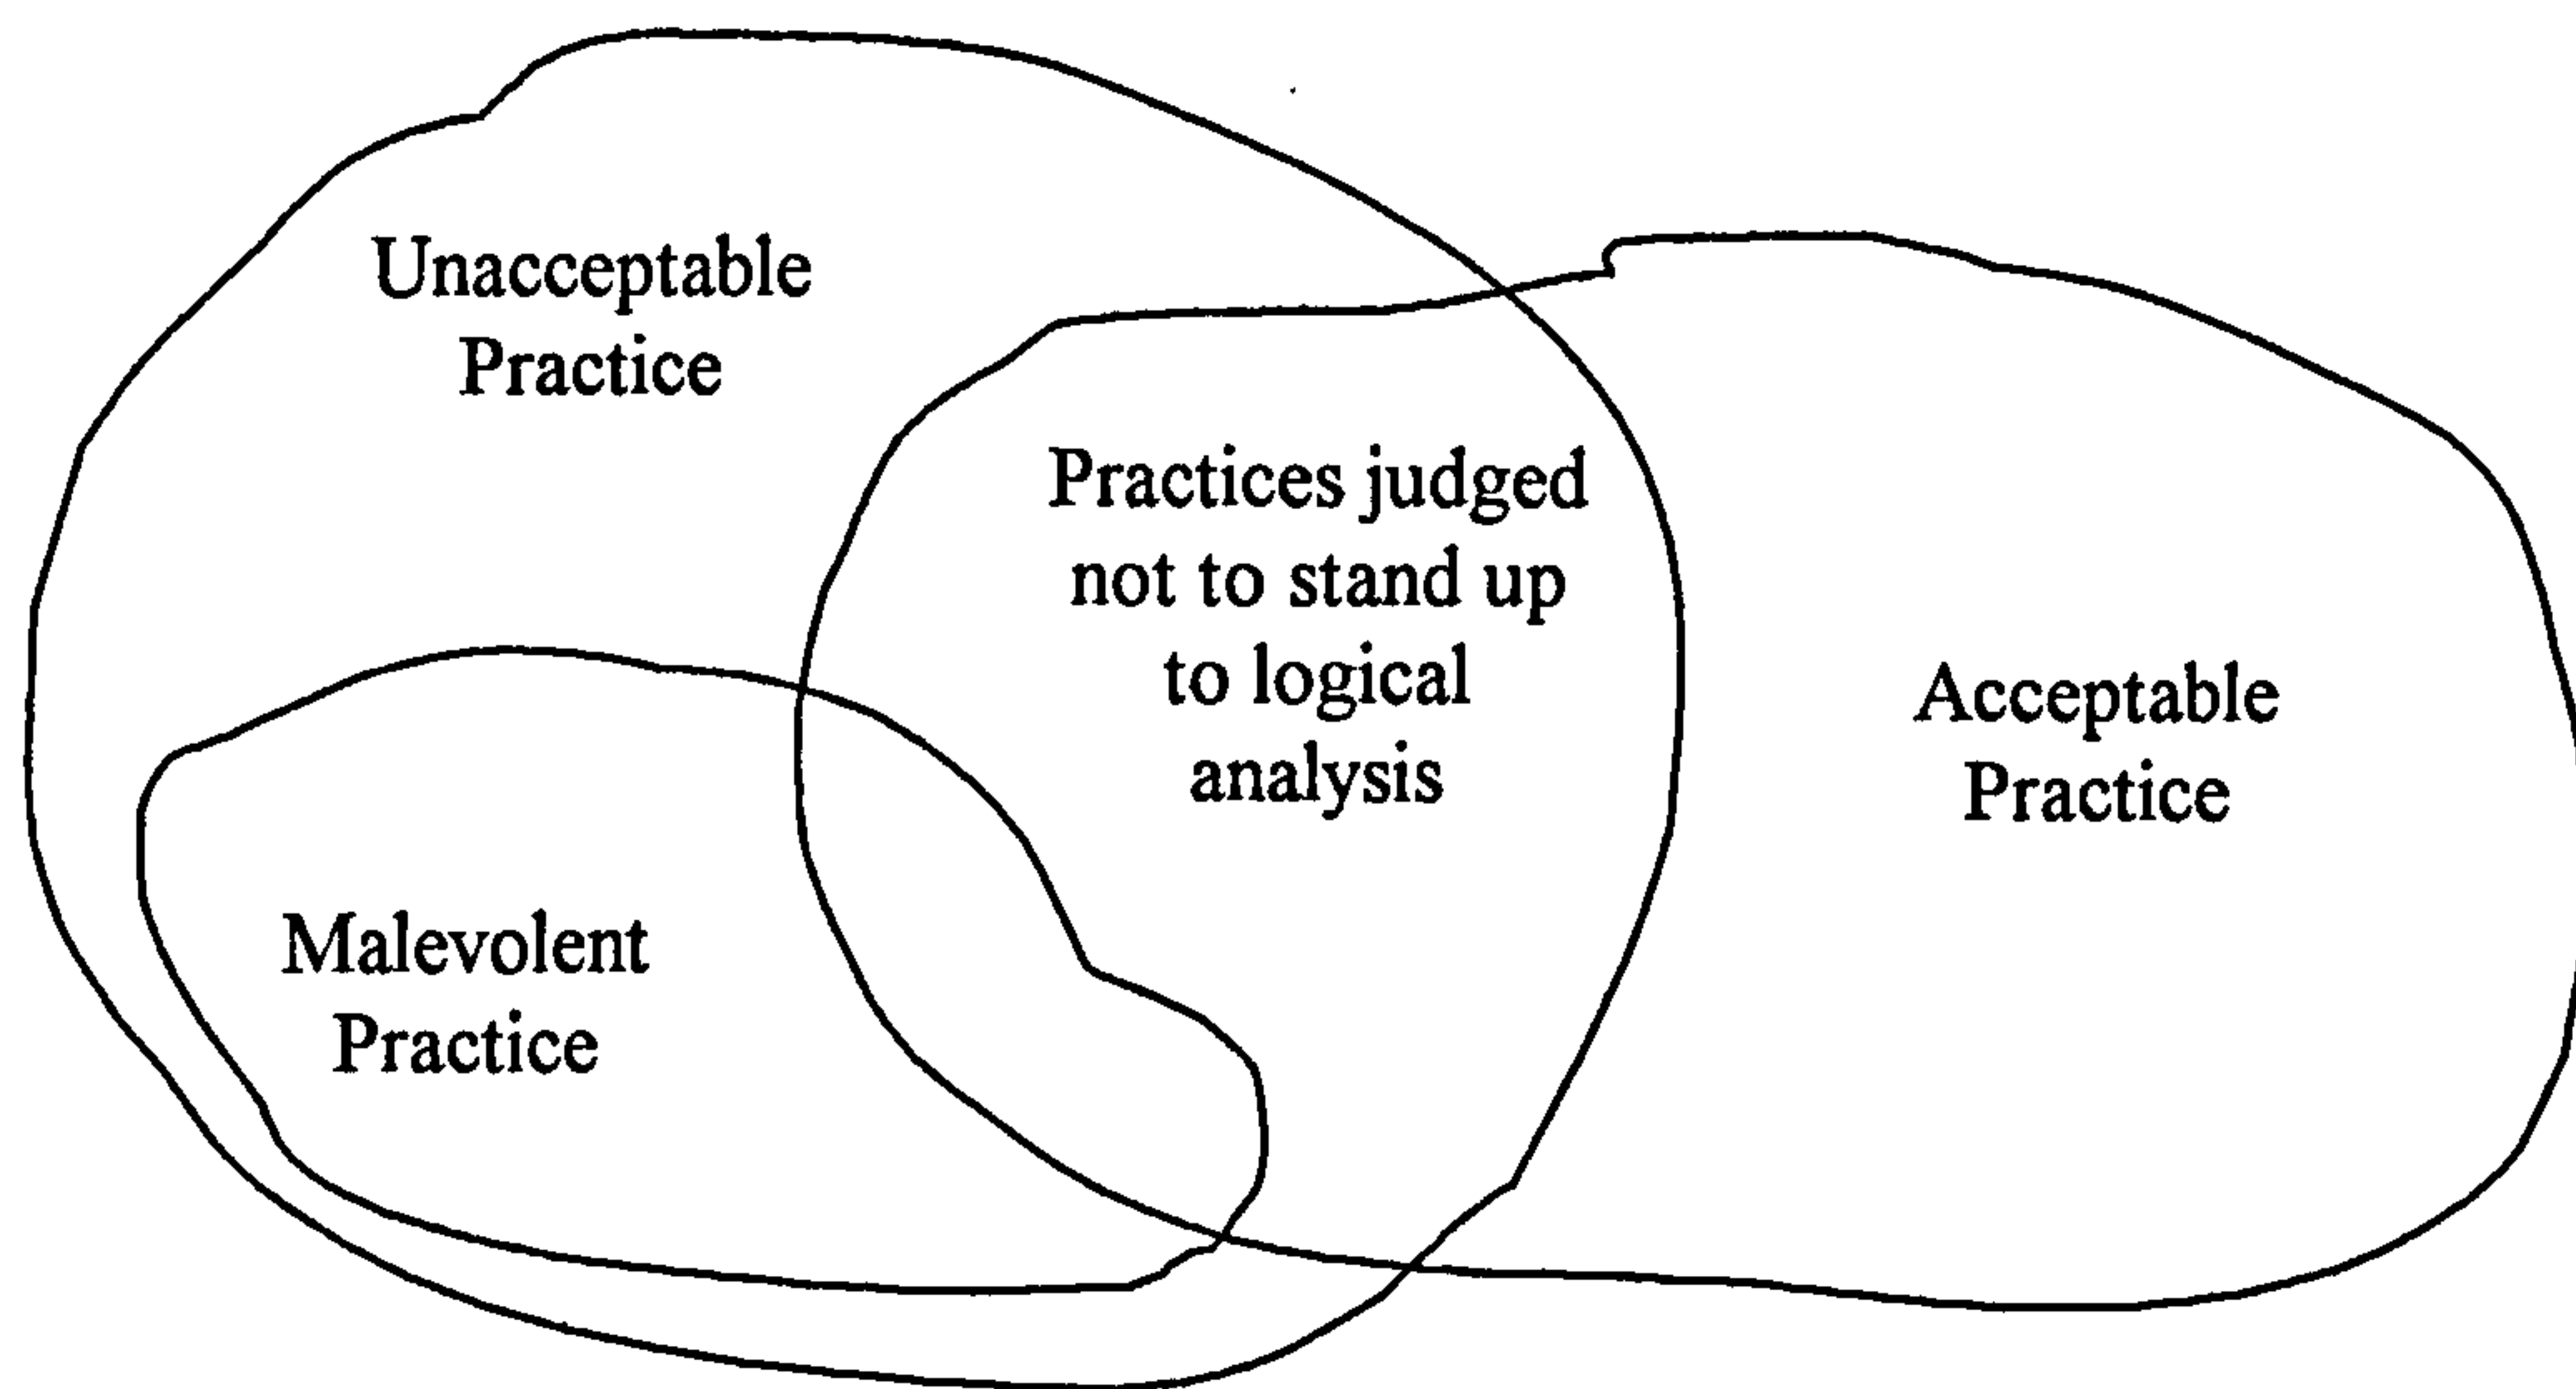 Unacceptable
Practice
Practices judged
not to stand up
to logical
analysis
Acceptable
Practice
Malevolent
Practice